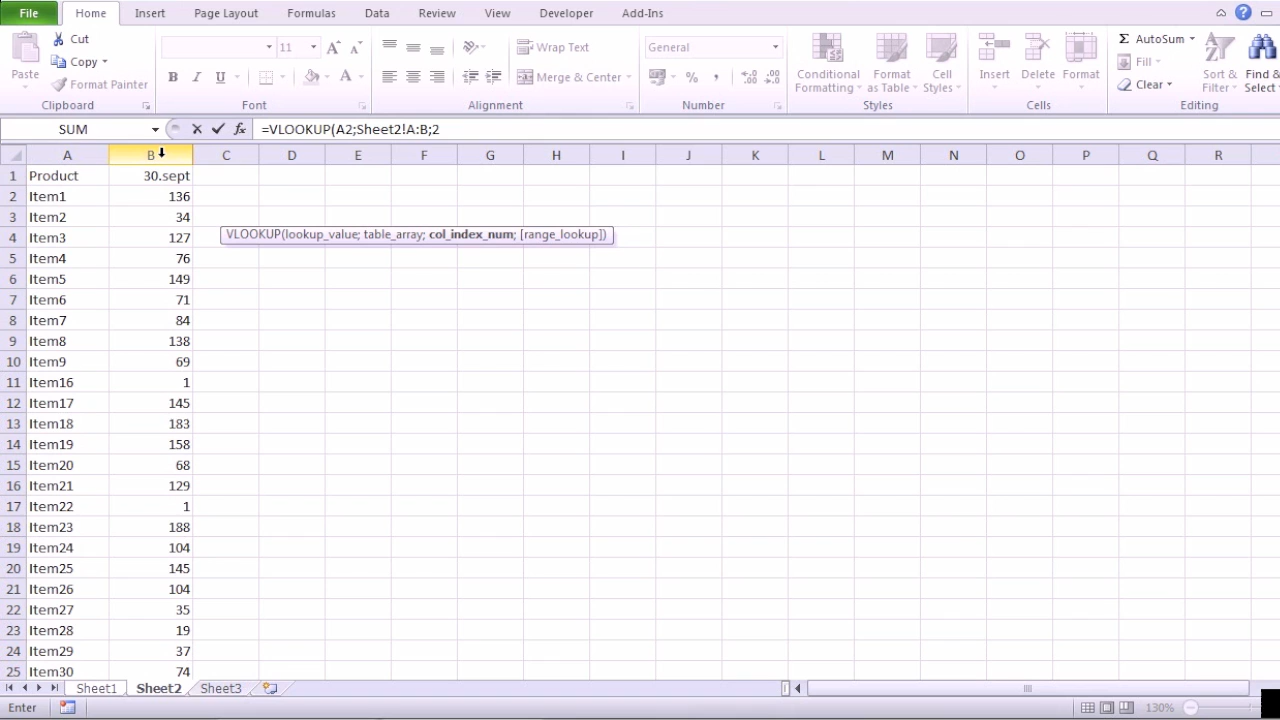 File Home Insert Page Layout Formulas Data Review View Developer Add-Ins
Paste Cut Copy Format Painter
11
B I U A A A
Wrap Text
Merge & Center
General
%
Conditional Formatting
Format as Table
Cell Styles
Insert
Delete
Format
Σ AutoSum
Fill
Clear
Sort & Filter
Find & Select
Clipboard Font Alignment Number Styles Cells Editing
SUM fx =VLOOKUP(A2;Sheet2!A:B;2
A B C D E F G H I J K L M N O P Q R
1 Product 30.sept
2 Item1 136
3 Item2 34
4 Item3 127
VLOOKUP(lookup_value; table_array; col_index_num; [range_lookup])
5 Item4 76
6 Item5 149
7 Item6 71
8 Item7 84
9 Item8 138
10 Item9 69
11 Item16 1
12 Item17 145
13 Item18 183
14 Item19 158
15 Item20 68
16 Item21 129
17 Item22 1
18 Item23 188
19 Item24 104
20 Item25 145
21 Item26 104
22 Item27 35
23 Item28 19
24 Item29 37
25 Item30 74
Sheet1 Sheet2 Sheet3
Enter 130%